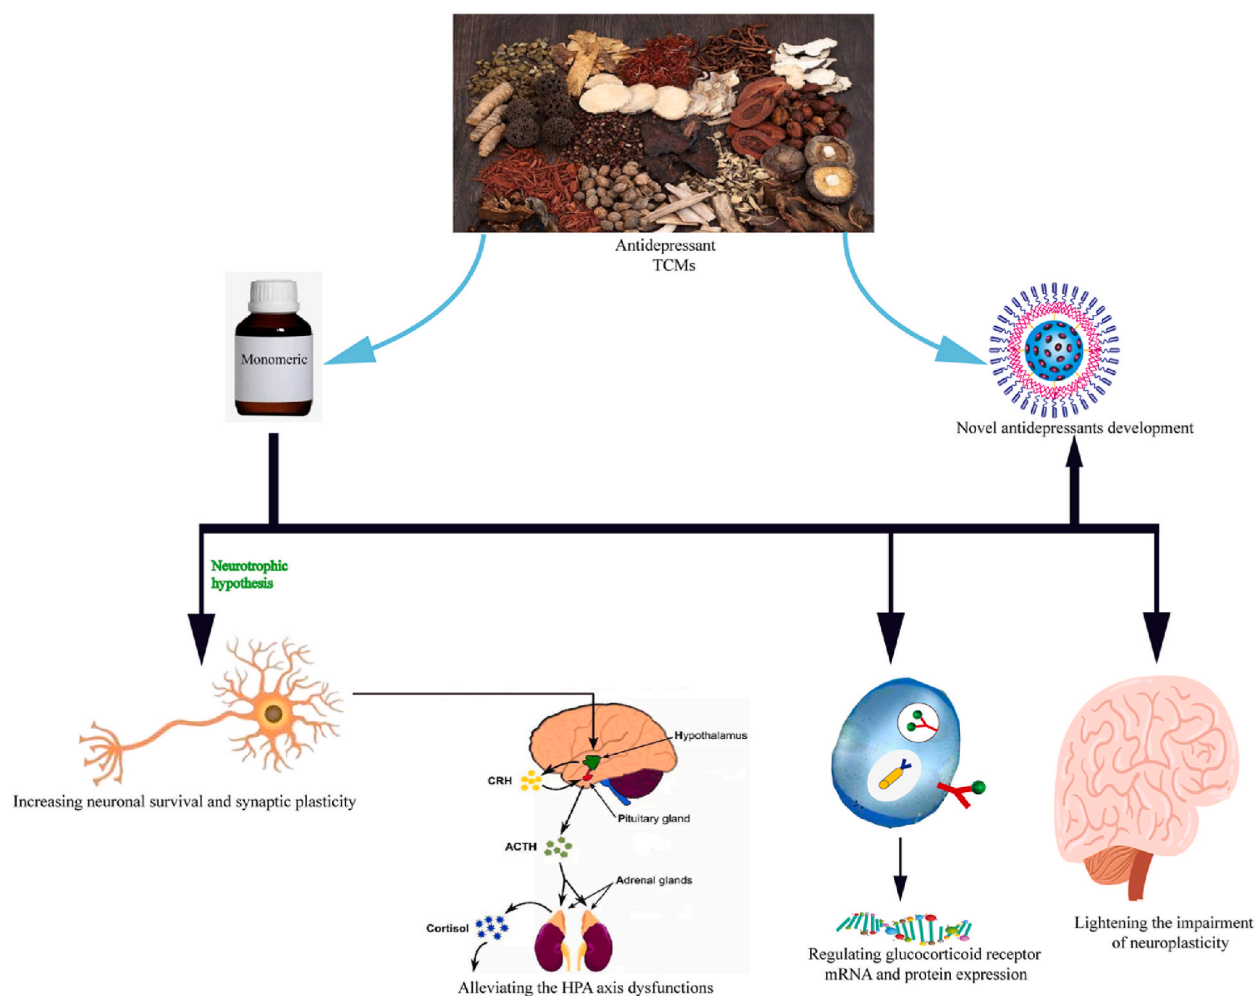 Antidepressant
TCMs
Monomeric
Novel antidepressants development
Neurotrophic
hypothesis
Increasing neuronal survival and synaptic plasticity
Hypothalamus
CRH
Pituitary gland
ACTH
Adrenal glands
Cortisol
Alleviating the HPA axis dysfunctions
Regulating glucocorticoid receptor
mRNA and protein expression
Lightening the impairment
of neuroplasticity